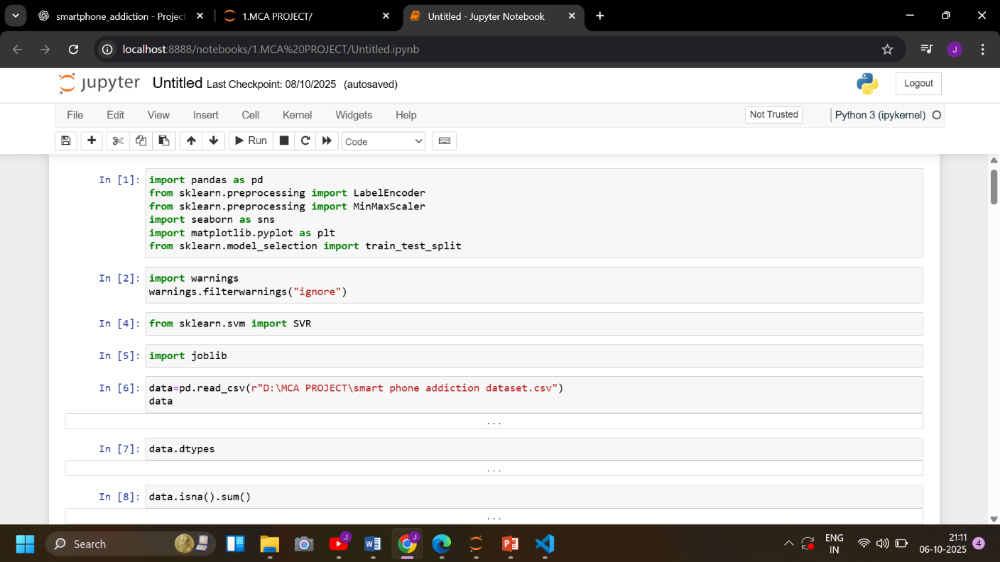 smartphone_addiction - Project
1.MCA PROJECT/
Untitled - Jupyter Notebook
localhost:8888/notebooks/1.MCA%20PROJECT/Untitled.ipynb
J
jupyter Untitled Last Checkpoint: 08/10/2025 (autosaved)
Logout
File Edit View Insert Cell Kernel Widgets Help
Not Trusted
Python 3 (ipykernel)
Run
Code
In [1]: import pandas as pd
from sklearn.preprocessing import LabelEncoder
from sklearn.preprocessing import MinMaxScaler
import seaborn as sns
import matplotlib.pyplot as plt
from sklearn.model_selection import train_test_split
In [2]: import warnings
warnings.filterwarnings("ignore")
In [4]: from sklearn.svm import SVR
In [5]: import joblib
In [6]: data=pd.read_csv(r"D:\MCA PROJECT\smart phone addiction dataset.csv")
data
...
In [7]: data.dtypes
...
In [8]: data.isna().sum()
...
Search
J
J
ENG
IN
21:11
06-10-2025
4